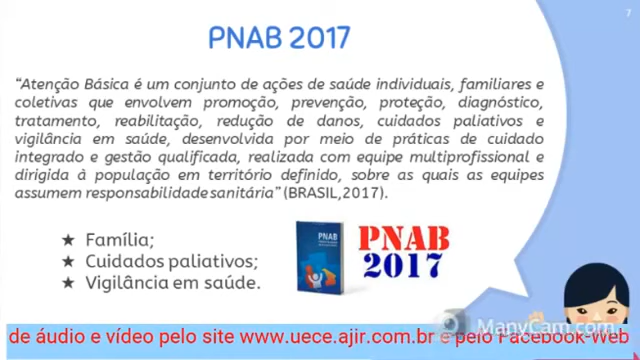 7
PNAB 2017
“Atenção Básica é um conjunto de ações de saúde individuais, familiares e
coletivas que envolvem promoção, prevenção, proteção, diagnóstico,
tratamento, reabilitação, redução de danos, cuidados paliativos e
vigilância em saúde, desenvolvida por meio de práticas de cuidado
integrado e gestão qualificada, realizada com equipe multiprofissional e
dirigida à população em território definido, sobre as quais as equipes
assumem responsabilidade sanitária” (BRASIL,2017).
★ Família;
★ Cuidados paliativos;
★ Vigilância em saúde.
PNAB
PNAB
2017
ManyCam.com
de áudio e vídeo pelo site www.uece.ajir.com.br e pelo Facebook-Web